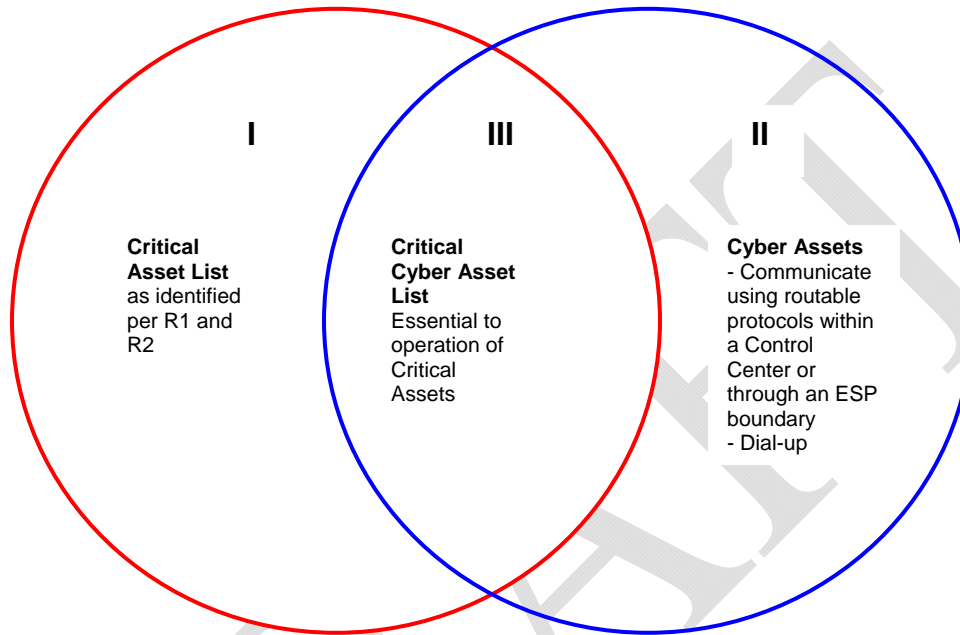 I
III
II
Critical
Asset List
as identified
per R1 and
R2
Critical
Cyber Asset
List
Essential to
operation of
Critical
Assets
Cyber Assets
- Communicate
using routable
protocols within
a Control
Center or
through an ESP
boundary
- Dial-up